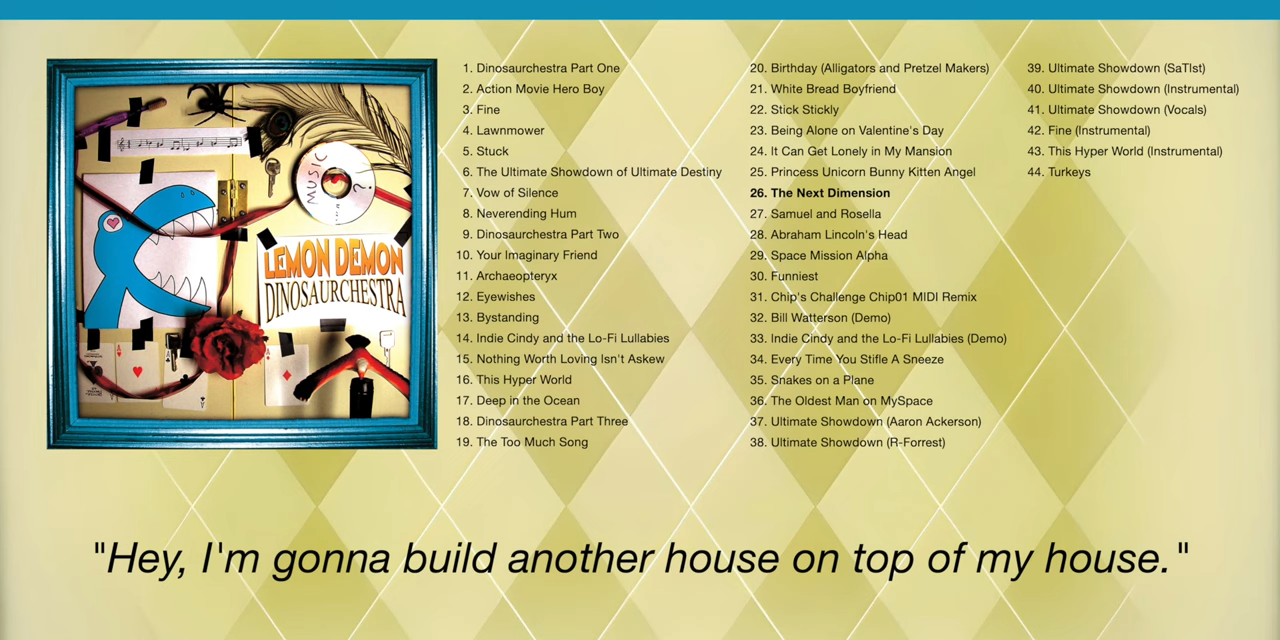 MUSIC
LEMON DEMON
DINOSAURCHESTRA
1. Dinosaurchestra Part One
2. Action Movie Hero Boy
3. Fine
4. Lawnmower
5. Stuck
6. The Ultimate Showdown of Ultimate Destiny
7. Vow of Silence
8. Neverending Hum
9. Dinosaurchestra Part Two
10. Your Imaginary Friend
11. Archaeopteryx
12. Eyewishes
13. Bystanding
14. Indie Cindy and the Lo-Fi Lullabies
15. Nothing Worth Loving Isn't Askew
16. This Hyper World
17. Deep in the Ocean
18. Dinosaurchestra Part Three
19. The Too Much Song
20. Birthday (Alligators and Pretzel Makers)
21. White Bread Boyfriend
22. Stick Stickly
23. Being Alone on Valentine's Day
24. It Can Get Lonely in My Mansion
25. Princess Unicorn Bunny Kitten Angel
26. The Next Dimension
27. Samuel and Rosella
28. Abraham Lincoln's Head
29. Space Mission Alpha
30. Funniest
31. Chip's Challenge Chip01 MIDI Remix
32. Bill Watterson (Demo)
33. Indie Cindy and the Lo-Fi Lullabies (Demo)
34. Every Time You Stifle A Sneeze
35. Snakes on a Plane
36. The Oldest Man on MySpace
37. Ultimate Showdown (Aaron Ackerson)
38. Ultimate Showdown (R-Forrest)
39. Ultimate Showdown (SaTIst)
40. Ultimate Showdown (Instrumental)
41. Ultimate Showdown (Vocals)
42. Fine (Instrumental)
43. This Hyper World (Instrumental)
44. Turkeys
"Hey, I'm gonna build another house on top of my house."